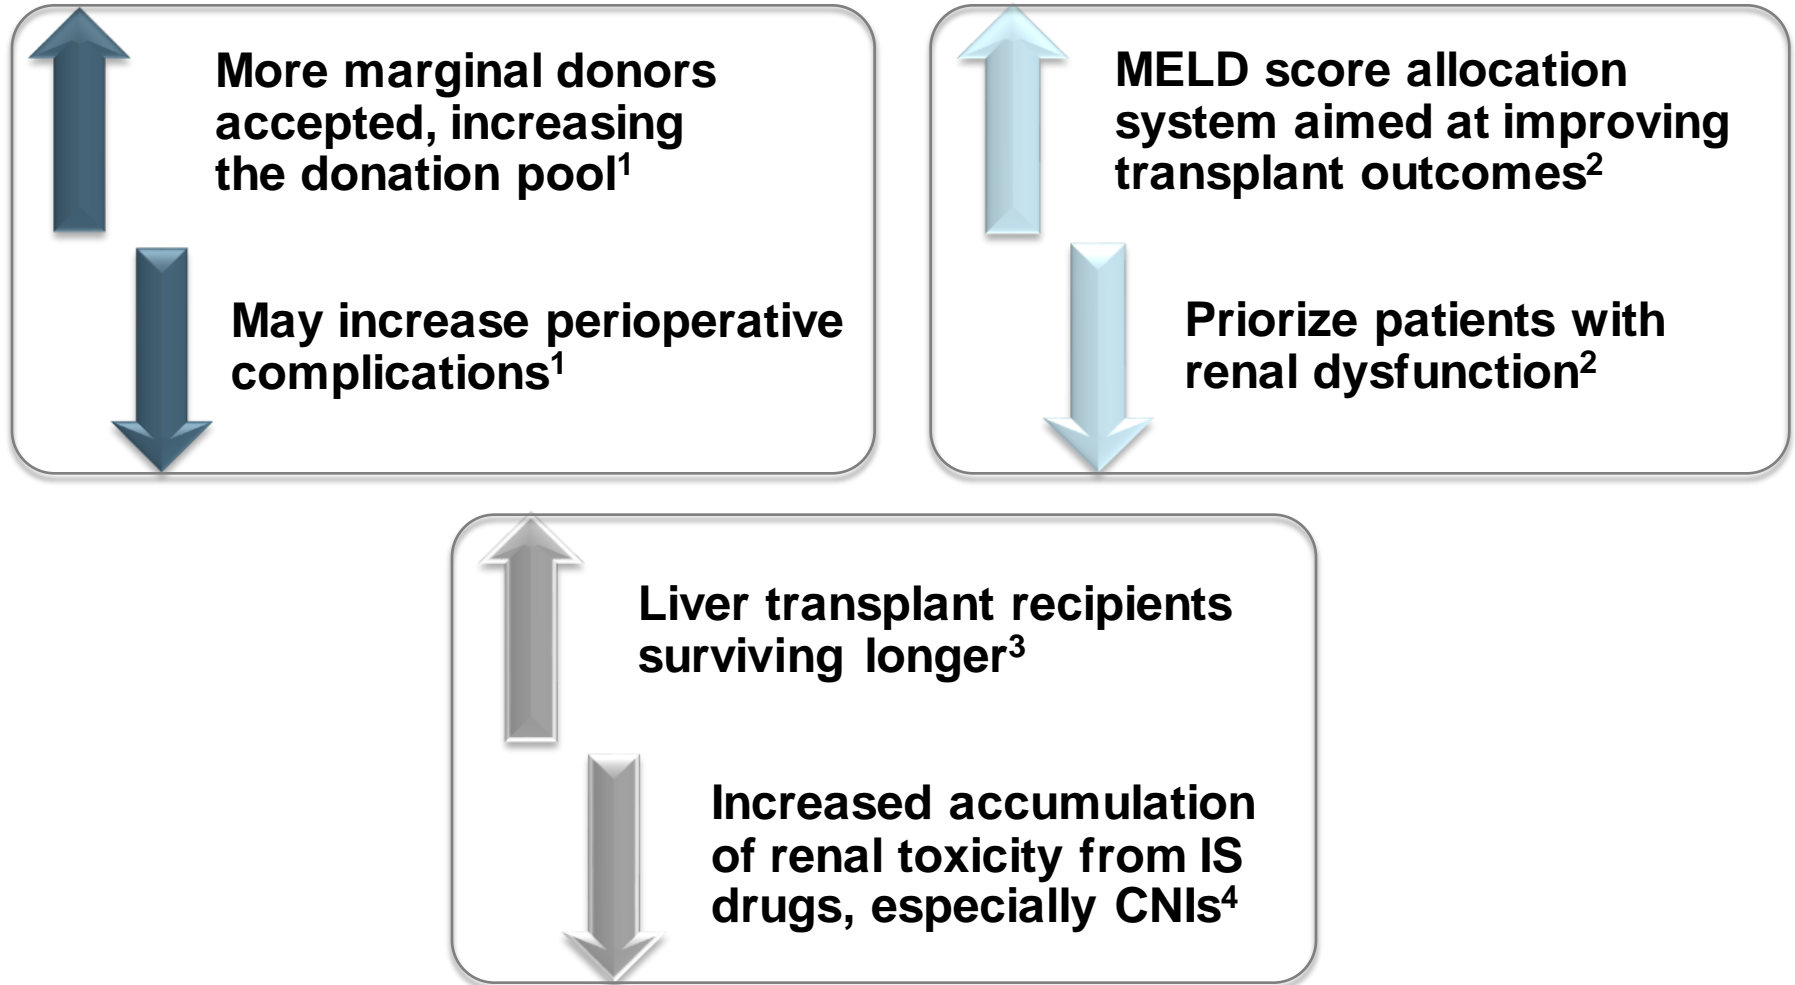 More marginal donors
accepted, increasing
the donation pool¹
May increase perioperative
complications¹
MELD score allocation
system aimed at improving
transplant outcomes²
Priorize patients with
renal dysfunction²
Liver transplant recipients
surviving longer³
Increased accumulation
of renal toxicity from IS
drugs, especially CNIs⁴